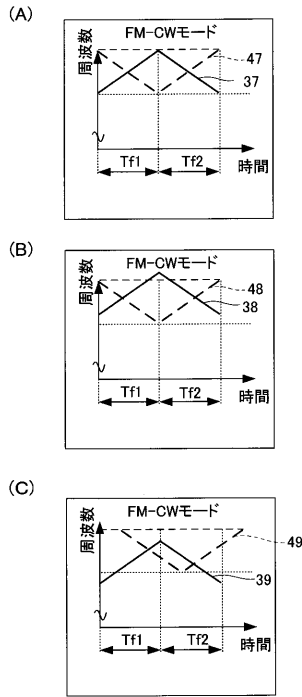 (A)
FM-CWモード
周波数
47
37
Tf1
Tf2
時間
(B)
FM-CWモード
周波数
48
38
Tf1
Tf2
時間
(C)
FM-CWモード
周波数
49
39
Tf1
Tf2
時間